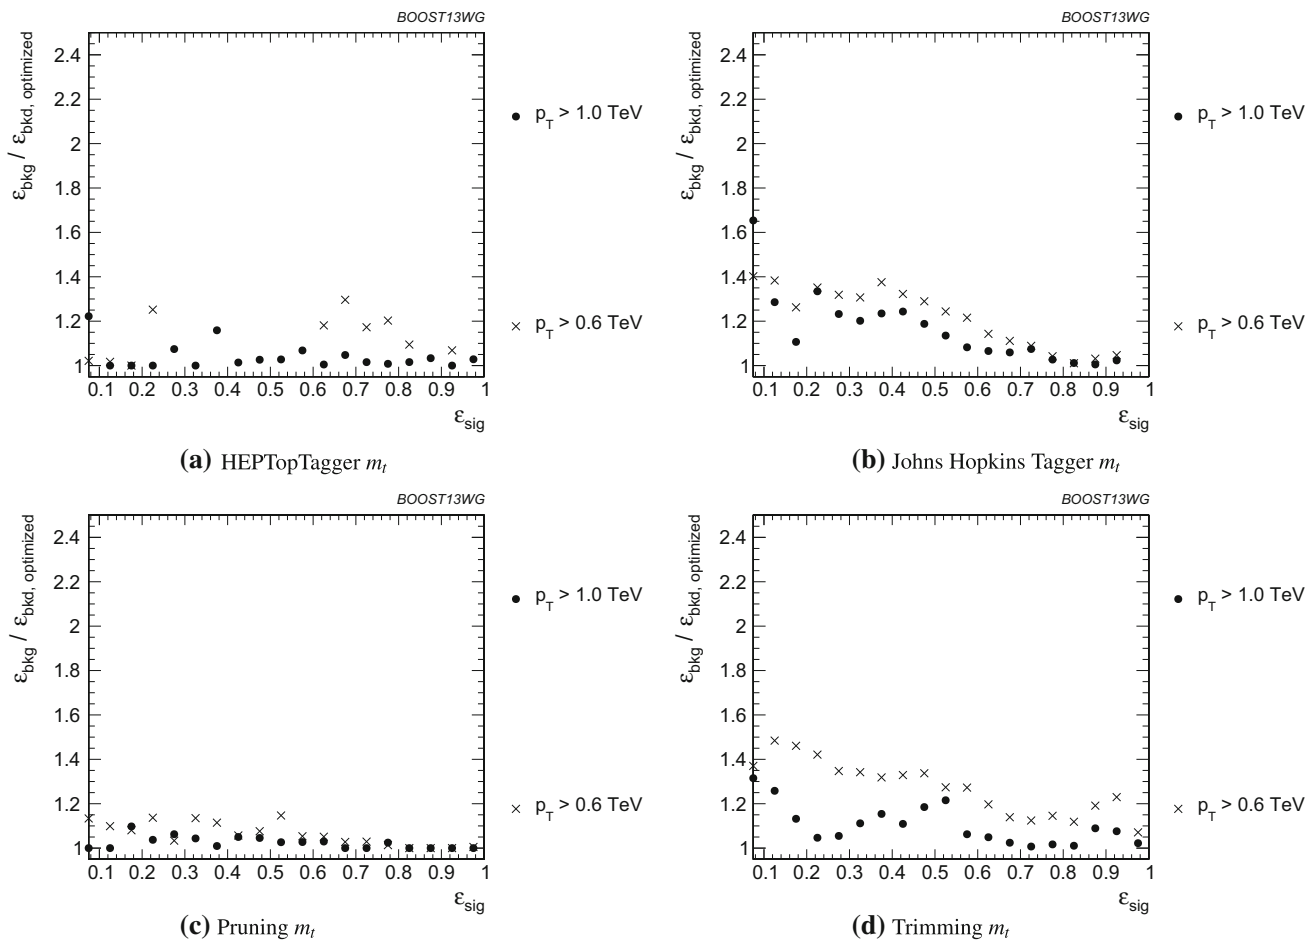 BOOST13WG
ε_bkg / ε_bkd, optimized
2.4
2.2
2
1.8
1.6
1.4
1.2
1
0.1 0.2 0.3 0.4 0.5 0.6 0.7 0.8 0.9 1
ε_sig
p_T > 1.0 TeV
p_T > 0.6 TeV
(a) HEPTopTagger m_t
BOOST13WG
ε_bkg / ε_bkd, optimized
2.4
2.2
2
1.8
1.6
1.4
1.2
1
0.1 0.2 0.3 0.4 0.5 0.6 0.7 0.8 0.9 1
ε_sig
p_T > 1.0 TeV
p_T > 0.6 TeV
(b) Johns Hopkins Tagger m_t
BOOST13WG
ε_bkg / ε_bkd, optimized
2.4
2.2
2
1.8
1.6
1.4
1.2
1
0.1 0.2 0.3 0.4 0.5 0.6 0.7 0.8 0.9 1
ε_sig
p_T > 1.0 TeV
p_T > 0.6 TeV
(c) Pruning m_t
BOOST13WG
ε_bkg / ε_bkd, optimized
2.4
2.2
2
1.8
1.6
1.4
1.2
1
0.1 0.2 0.3 0.4 0.5 0.6 0.7 0.8 0.9 1
ε_sig
p_T > 1.0 TeV
p_T > 0.6 TeV
(d) Trimming m_t